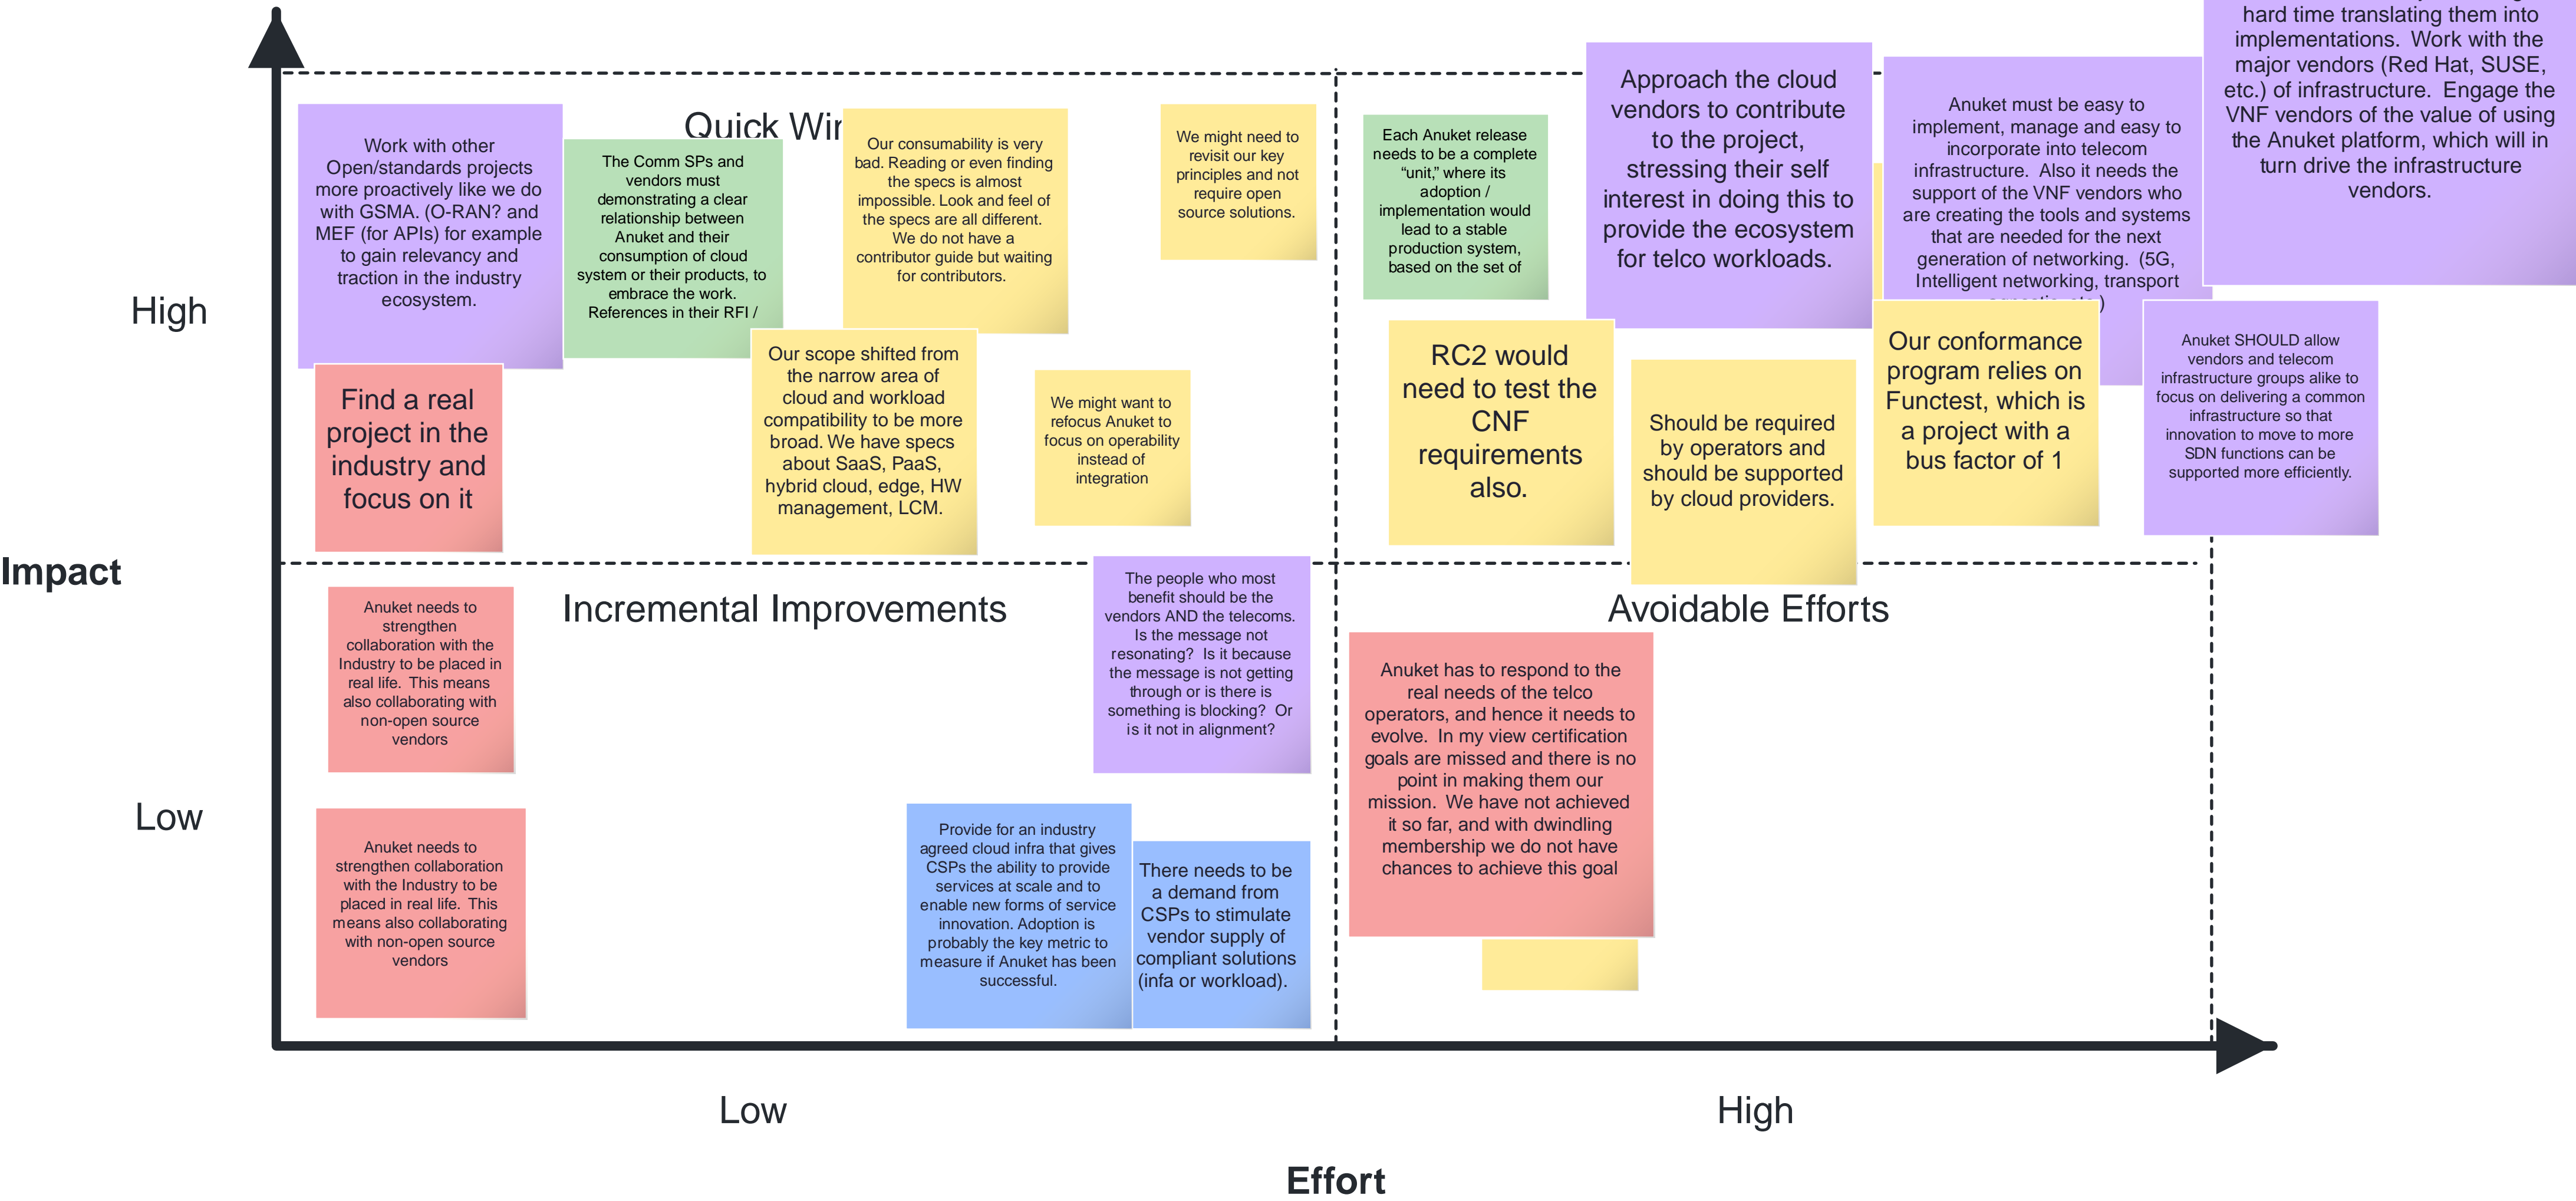 hard time translating them into
implementations. Work with the
major vendors (Red Hat, SUSE,
etc.) of infrastructure. Engage the
VNF vendors of the value of using
the Anuket platform, which will in
turn drive the infrastructure
vendors.
Quick Wi
Work with other
Open/standards projects
more proactively like we do
with GSMA. (O-RAN? and
MEF (for APIs) for example
to gain relevancy and
traction in the industry
ecosystem.
The Comm SPs and
vendors must
demonstrating a clear
relationship between
Anuket and their
consumption of cloud
system or their products, to
embrace the work.
References in their RFI /
Our consumability is very
bad. Reading or even finding
the specs is almost
impossible. Look and feel of
the specs are all different.
We do not have a
contributor guide but waiting
for contributors.
We might need to
revisit our key
principles and not
require open
source solutions.
Each Anuket release
needs to be a complete
“unit,” where its
adoption /
implementation would
lead to a stable
production system,
based on the set of
Approach the cloud
vendors to contribute
to the project,
stressing their self
interest in doing this to
provide the ecosystem
for telco workloads.
Anuket must be easy to
implement, manage and easy to
incorporate into telecom
infrastructure. Also it needs the
support of the VNF vendors who
are creating the tools and systems
that are needed for the next
generation of networking. (5G,
Intelligent networking, transport
High
Find a real
project in the
industry and
focus on it
Our scope shifted from
the narrow area of
cloud and workload
compatibility to be more
broad. We have specs
about SaaS, PaaS,
hybrid cloud, edge, HW
management, LCM.
We might want to
refocus Anuket to
focus on operability
instead of
integration
RC2 would
need to test the
CNF
requirements
also.
Should be required
by operators and
should be supported
by cloud providers.
Our conformance
program relies on
Functest, which is
a project with a
bus factor of 1
Anuket SHOULD allow
vendors and telecom
infrastructure groups alike to
focus on delivering a common
infrastructure so that
innovation to move to more
SDN functions can be
supported more efficiently.
Impact
Incremental Improvements
Avoidable Efforts
Anuket needs to
strengthen
collaboration with the
Industry to be placed in
real life. This means
also collaborating with
non-open source
vendors
The people who most
benefit should be the
vendors AND the telecoms.
Is the message not
resonating? Is it because
the message is not getting
through or is there is
something is blocking? Or
is it not in alignment?
Anuket has to respond to the
real needs of the telco
operators, and hence it needs to
evolve. In my view certification
goals are missed and there is no
point in making them our
mission. We have not achieved
it so far, and with dwindling
membership we do not have
chances to achieve this goal
Low
Anuket needs to
strengthen collaboration
with the Industry to be
placed in real life. This
means also collaborating
with non-open source
vendors
Provide for an industry
agreed cloud infra that gives
CSPs the ability to provide
services at scale and to
enable new forms of service
innovation. Adoption is
probably the key metric to
measure if Anuket has been
successful.
There needs to be
a demand from
CSPs to stimulate
vendor supply of
compliant solutions
(infa or workload).
Low
High
Effort